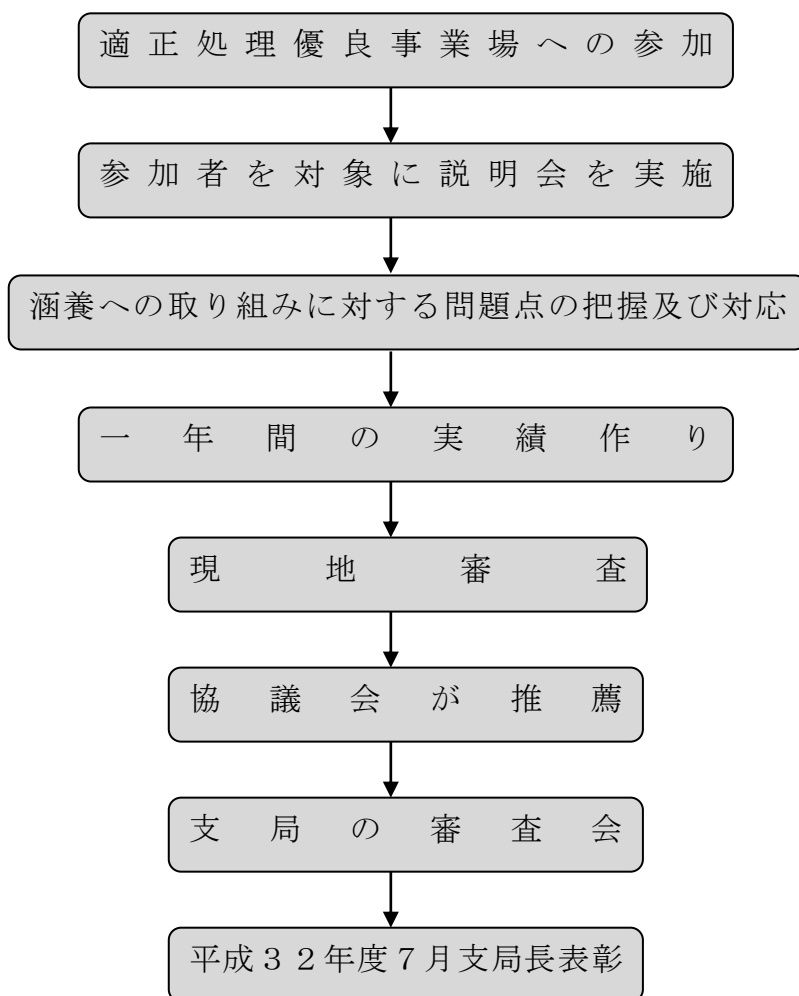 適正処理優良事業場への参加
参加者を対象に説明会を実施
涵養への取り組みに対する問題点の把握及び対応
一年間の実績作り
現地審査
協議会が推薦
支局の審査会
平成３２年度７月支局長表彰